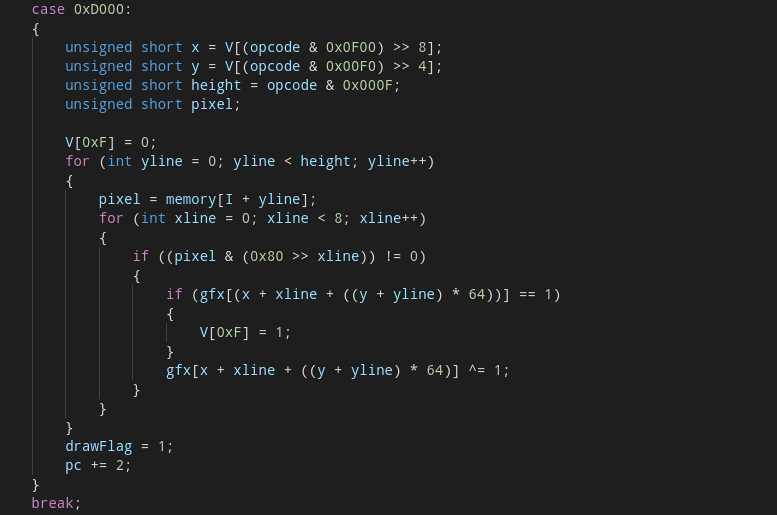 case 0xD000:
{
unsigned short x = V[(opcode & 0x0F00) >> 8];
unsigned short y = V[(opcode & 0x00F0) >> 4];
unsigned short height = opcode & 0x000F;
unsigned short pixel;
V[0xF] = 0;
for (int yline = 0; yline < height; yline++)
{
pixel = memory[I + yline];
for (int xline = 0; xline < 8; xline++)
{
if ((pixel & (0x80 >> xline)) != 0)
{
if (gfx[(x + xline + ((y + yline) * 64))] == 1)
{
V[0xF] = 1;
}
gfx[x + xline + ((y + yline) * 64)] ^= 1;
}
}
}
drawFlag = 1;
pc += 2;
}
break;